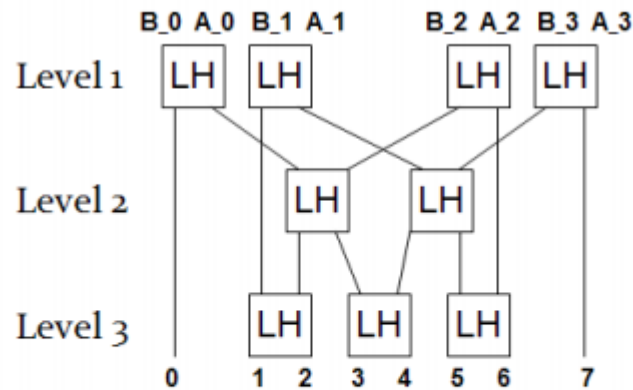 B_0 A_0 B_1 A_1 B_2 A_2 B_3 A_3
Level 1 LH LH LH LH
Level 2 LH LH
Level 3 LH LH LH
0 1 2 3 4 5 6 7